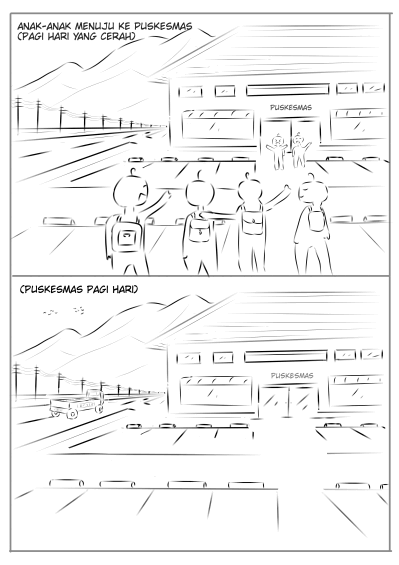 ANAK-ANAK MENUJU KE PUSKESMAS
(PAGI HARI YANG CERAH)
PUSKESMAS
(PUSKESMAS PAGI HARI)
PUSKESMAS